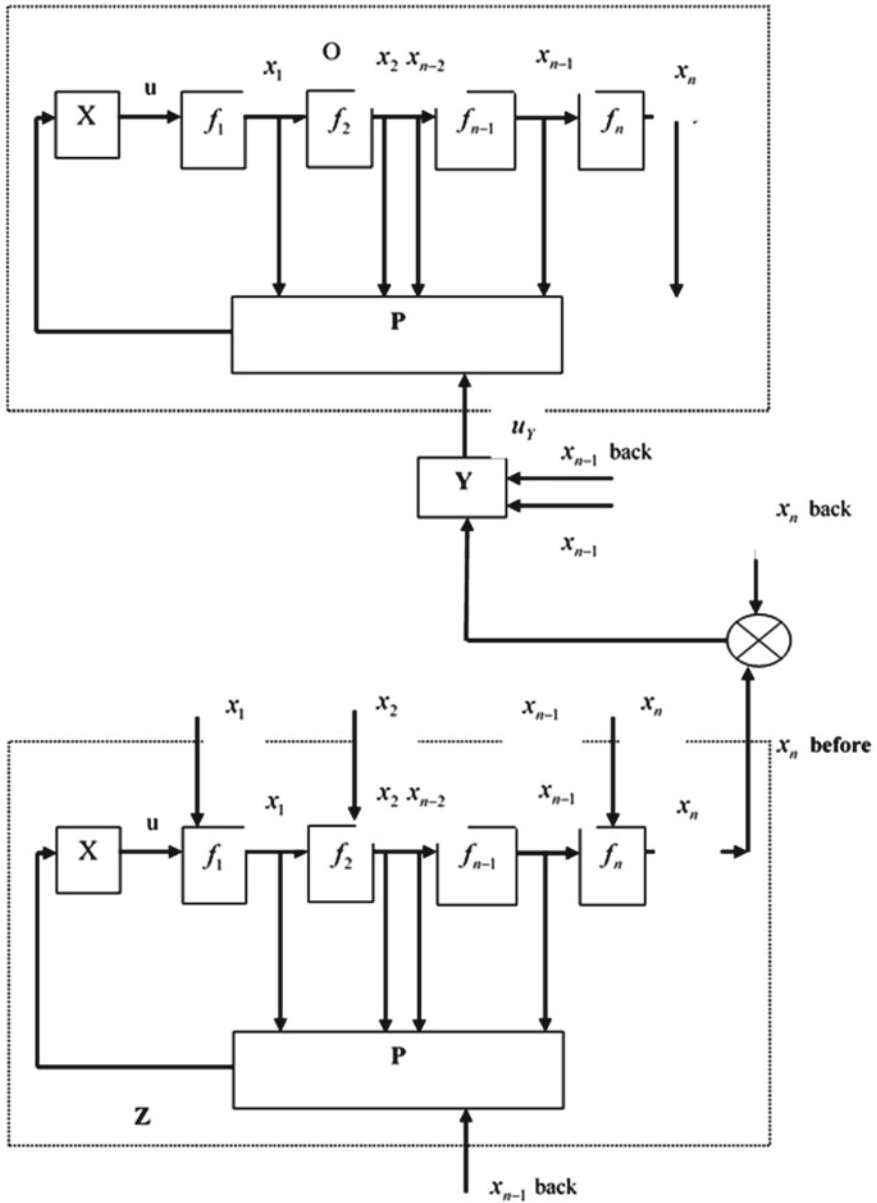 O
x₁ x₂ xₙ₋₂ xₙ₋₁ xₙ
X u f₁ f₂ fₙ₋₁ fₙ
P
u_Y
xₙ₋₁ back
Y
xₙ₋₁
xₙ back
x₁ x₂ xₙ₋₁ xₙ
xₙ before
x₁ x₂ xₙ₋₂ xₙ₋₁ xₙ
X u f₁ f₂ fₙ₋₁ fₙ
P
Z
xₙ₋₁ back